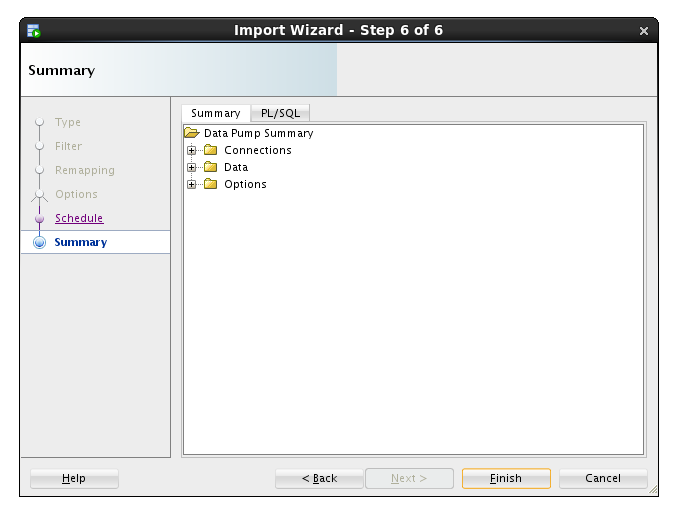 Import Wizard - Step 6 of 6
Summary
Type
Filter
Remapping
Options
Schedule
Summary
Summary PL/SQL
Data Pump Summary
Connections
Data
Options
Help < Back Next > Finish Cancel